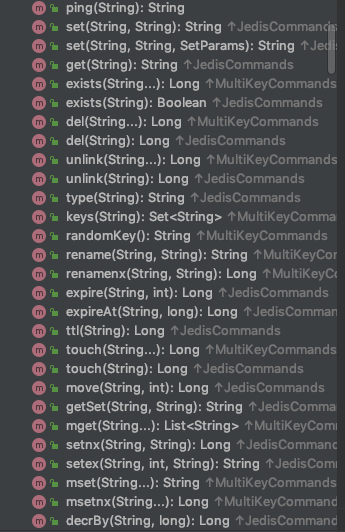 m ping(String): String
m set(String, String): String ↑JedisCommands
m set(String, String, SetParams): String ↑Jedi
m get(String): String ↑JedisCommands
m exists(String...): Long ↑MultiKeyCommands
m exists(String): Boolean ↑JedisCommands
m del(String...): Long ↑MultiKeyCommands
m del(String): Long ↑JedisCommands
m unlink(String...): Long ↑MultiKeyCommands
m unlink(String): Long ↑JedisCommands
m type(String): String ↑JedisCommands
m keys(String): Set<String> ↑MultiKeyComma
m randomKey(): String ↑MultiKeyCommands
m rename(String, String): String ↑MultiKeyCor
m renamenx(String, String): Long ↑MultiKeyCo
m expire(String, int): Long ↑JedisCommands
m expireAt(String, long): Long ↑JedisCommands
m ttl(String): Long ↑JedisCommands
m touch(String...): Long ↑MultiKeyCommands
m touch(String): Long ↑JedisCommands
m move(String, int): Long ↑JedisCommands
m getSet(String, String): String ↑JedisComma
m mget(String...): List<String> ↑MultiKeyCom
m setnx(String, String): Long ↑JedisCommand
m setex(String, int, String): String ↑JedisCom
m mset(String...): String ↑MultiKeyCommands
m msetnx(String...): Long ↑MultiKeyCommand
m decrBy(String, long): Long ↑JedisCommand